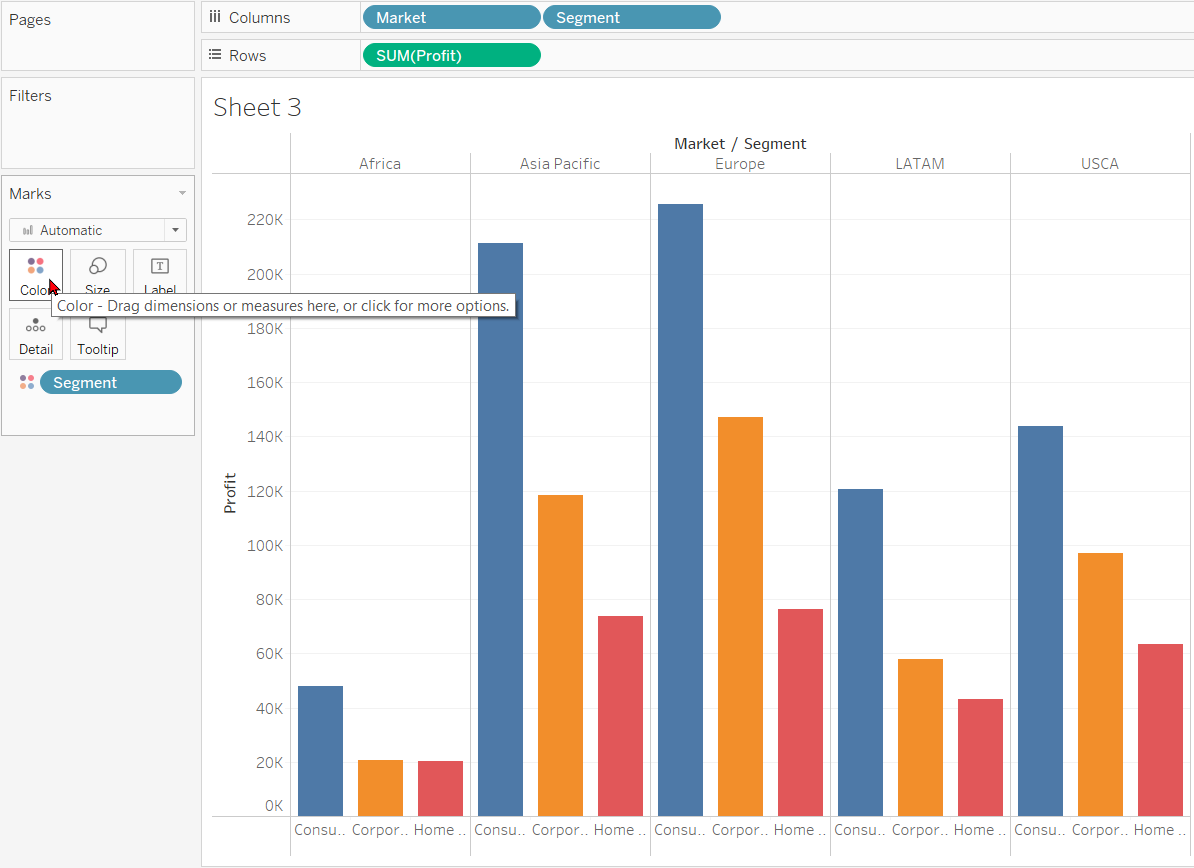 Pages
Columns
Market
Segment
Rows
SUM(Profit)
Filters
Marks
Automatic
Color
Size
Label
Color - Drag dimensions or measures here, or click for more options.
Detail
Tooltip
Segment
Sheet 3
Market / Segment
Africa
Asia Pacific
Europe
LATAM
USCA
Profit
220K
200K
180K
160K
140K
120K
100K
80K
60K
40K
20K
0K
Consu.. Corpor.. Home .. Consu.. Corpor.. Home .. Consu.. Corpor.. Home .. Consu.. Corpor.. Home .. Consu.. Corpor.. Home ..